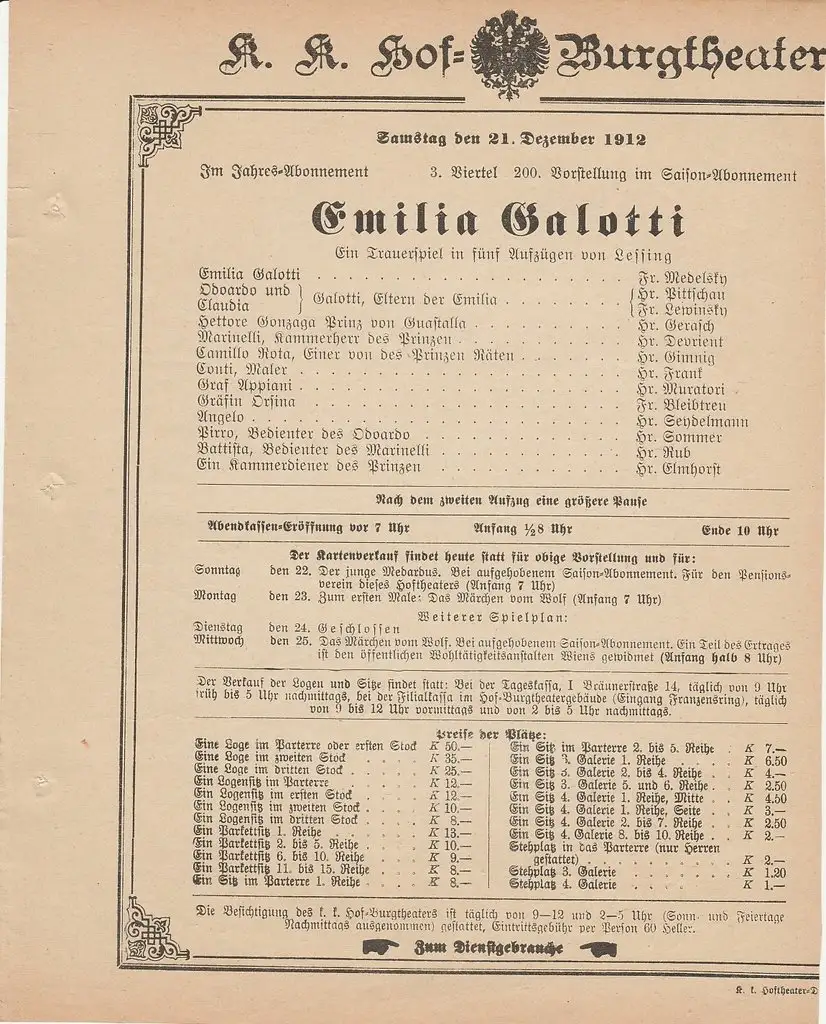 K. K. Hof-Burgtheater
Samstag den 21. Dezember 1912
Im Jahres-Abonnement 3. Viertel 200. Vorstellung im Saison-Abonnement
Emilia Galotti
Ein Trauerspiel in fünf Aufzügen von Lessing
Emilia Galotti . . . Fr. Medelsky
Odoardo und } Galotti, Eltern der Emilia . . . { Hr. Pittschau
Claudia { Fr. Lewinsky
Hettore Gonzaga Prinz von Guastalla . . . Hr. Gerasch
Marinelli, Kammerherr des Prinzen . . . Hr. Devrient
Camillo Rota, Einer von des Prinzen Räten . . . Hr. Gimnig
Conti, Maler . . . Hr. Frank
Graf Appiani . . . Hr. Muratori
Gräfin Orsina . . . Fr. Bleibtreu
Angelo . . . Hr. Seydelmann
Pirro, Bedienter des Odoardo . . . Hr. Sommer
Battista, Bedienter des Marinelli . . . Hr. Rub
Ein Kammerdiener des Prinzen . . . Hr. Elmhorst
Nach dem zweiten Aufzug eine größere Pause
Abendkassen-Eröffnung vor 7 Uhr Anfang ½8 Uhr Ende 10 Uhr
Der Kartenverkauf findet heute statt für obige Vorstellung und für:
Sonntag den 22. Der junge Medardus. Bei aufgehobenem Saison-Abonnement. Für den Pensions-
verein dieses Hoftheaters (Anfang 7 Uhr)
Montag den 23. Zum ersten Male: Das Märchen vom Wolf (Anfang 7 Uhr)
Weiterer Spielplan:
Dienstag den 24. Geschlossen
Mittwoch den 25. Das Märchen vom Wolf. Bei aufgehobenem Saison-Abonnement. Ein Teil des Ertrages
ist den öffentlichen Wohltätigkeitsanstalten Wiens gewidmet (Anfang halb 8 Uhr)
Der Verkauf der Logen und Sitze findet statt: Bei der Tageskassa, I Bräunerstraße 14, täglich von 9 Uhr
früh bis 5 Uhr nachmittags, bei der Filialkassa im Hof-Burgtheatergebäude (Eingang Franzensring), täglich
von 9 bis 12 Uhr vormittags und von 2 bis 5 Uhr nachmittags.
Preise der Plätze:
Eine Loge im Parterre oder ersten Stock K 50.—
Eine Loge im zweiten Stock . . . K 35.—
Eine Loge im dritten Stock . . . K 25.—
Ein Logensitz im Parterre . . . K 12.—
Ein Logensitz im ersten Stock . . . K 12.—
Ein Logensitz im zweiten Stock . . . K 10.—
Ein Logensitz im dritten Stock . . . K 8.—
Ein Parkettsitz 1. Reihe . . . K 13.—
Ein Parkettsitz 2. bis 5. Reihe . . . K 10.—
Ein Parkettsitz 6. bis 10. Reihe . . . K 9.—
Ein Parkettsitz 11. bis 15. Reihe . . . K 8.—
Ein Sitz im Parterre 1. Reihe . . . K 8.—
Ein Sitz im Parterre 2. bis 5. Reihe . K 7.—
Ein Sitz 3. Galerie 1. Reihe . . . K 6.50
Ein Sitz 3. Galerie 2. bis 4. Reihe . . K 4.—
Ein Sitz 3. Galerie 5. und 6. Reihe . . K 2.50
Ein Sitz 4. Galerie 1. Reihe, Mitte . . K 4.50
Ein Sitz 4. Galerie 1. Reihe, Seite . . K 3.—
Ein Sitz 4. Galerie 2. bis 7. Reihe . . K 2.50
Ein Sitz 4. Galerie 8. bis 10. Reihe . . K 2.—
Stehplatz in das Parterre (nur Herren
gestattet) . . . K 2.—
Stehplatz 3. Galerie . . . K 1.20
Stehplatz 4. Galerie . . . K 1.—
Die Besichtigung des k. k. Hof-Burgtheaters ist täglich von 9—12 und 2—5 Uhr (Sonn- und Feiertage
Nachmittags ausgenommen) gestattet, Eintrittsgebühr per Person 60 Heller.
Zum Dienstgebrauche
K. k. Hoftheater-D